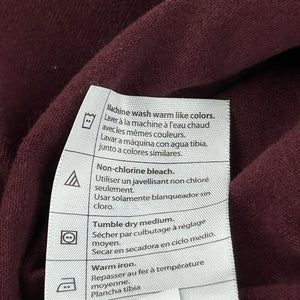 Machine wash warm like colors.
Laver à la machine à l'eau chaud
avec les mêmes couleurs.
Lavar a máquina con agua tibia,
junto a colores similares.
Non-chlorine bleach.
Utiliser un javellisant non chloré
seulement.
Usar solamente blanqueador sin
cloro.
Tumble dry medium.
Sécher par culbutage à réglage
moyen.
Secar en secadora en ciclo medio.
Warm iron.
Repasser au fer à température
moyenne.
Plancha tibia